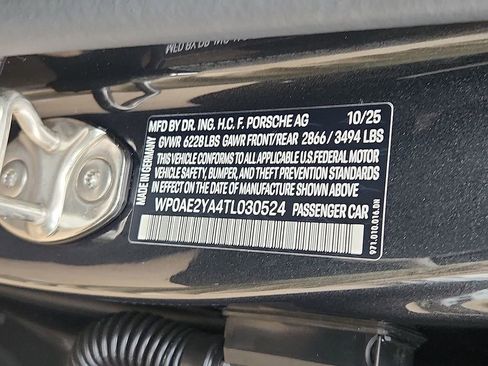 MFD BY DR. ING. H.C. F. PORSCHE AG 10/25
GVWR 6228 LBS GAWR FRONT/REAR 2866 / 3494 LBS
THIS VEHICLE CONFORMS TO ALL APPLICABLE U.S. FEDERAL MOTOR
VEHICLE SAFETY, BUMPER, AND THEFT PREVENTION STANDARDS
IN EFFECT ON THE DATE OF MANUFACTURE SHOWN ABOVE.
WP0AE2YA4TL030524 PASSENGER CAR
MADE IN GERMANY
971.010.016.DN